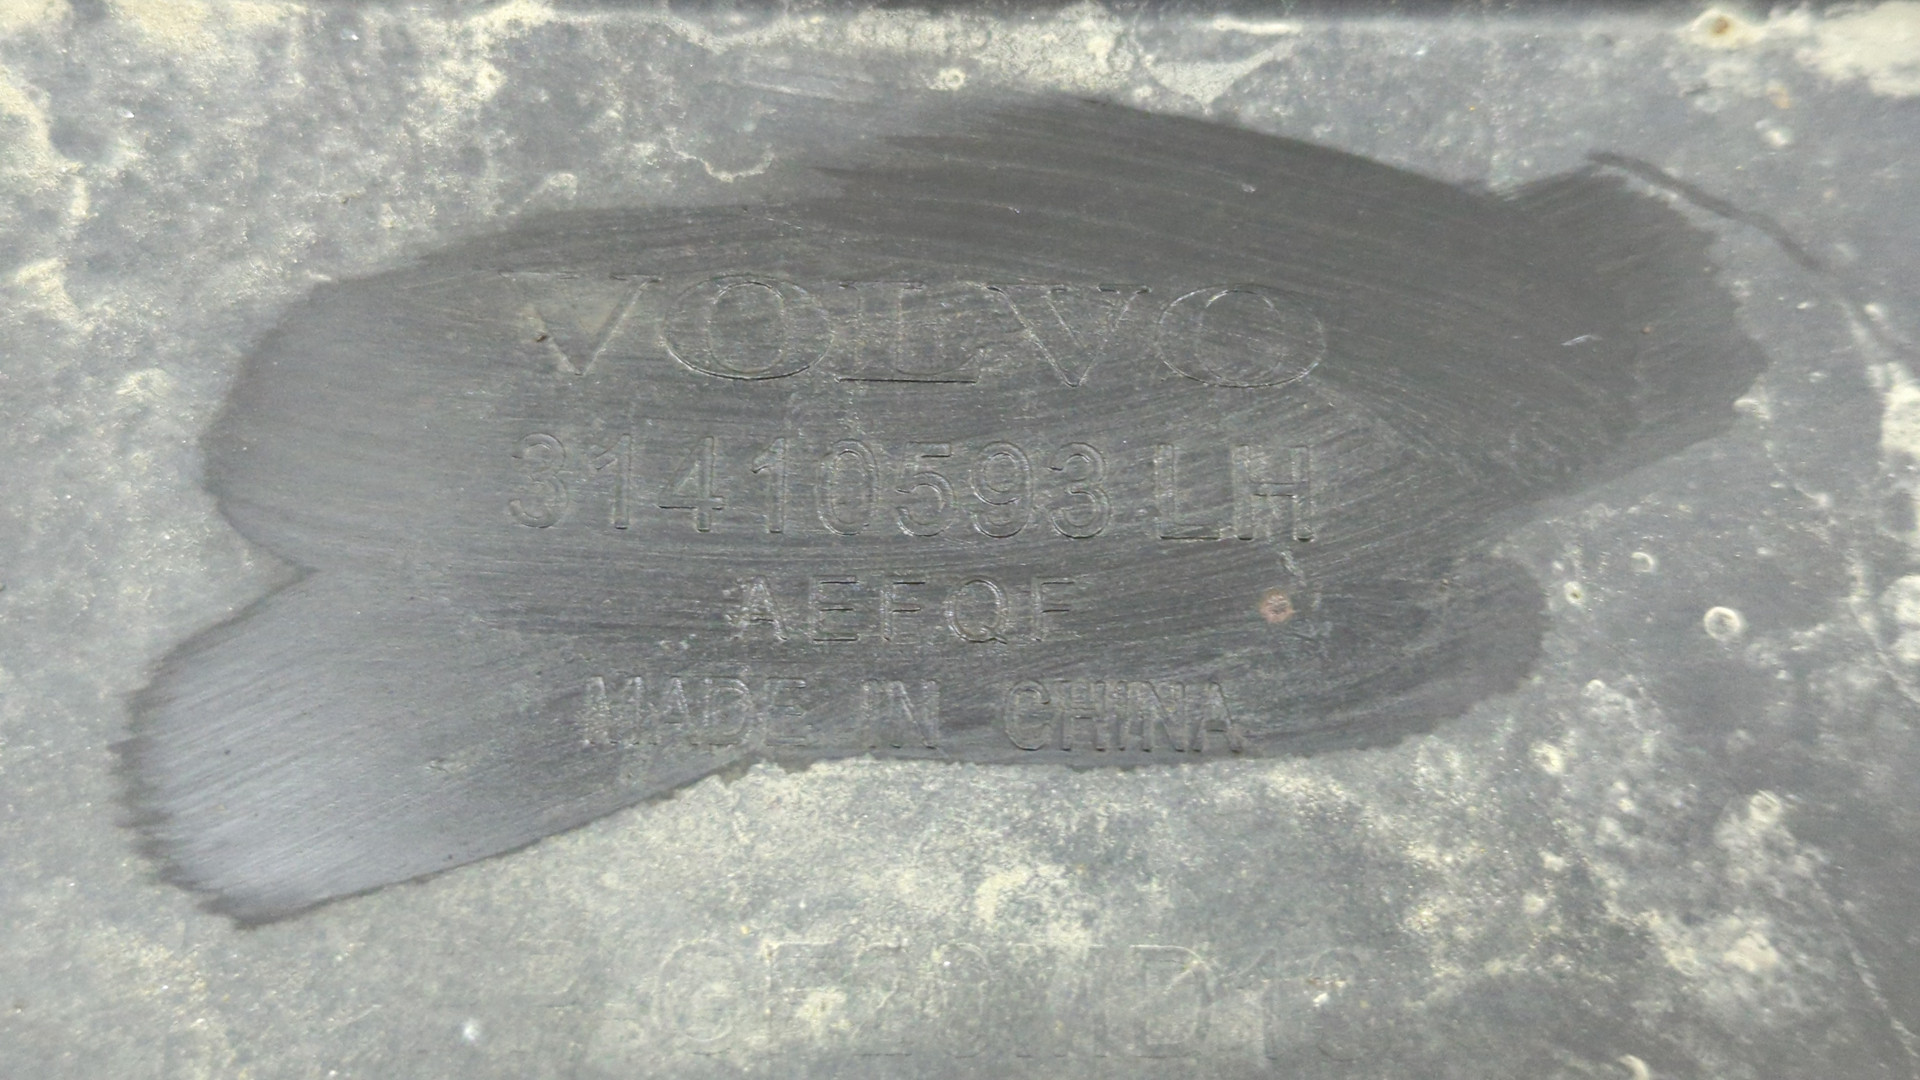 VOLVO
31410593 LH
AEFQF
MADE IN CHINA